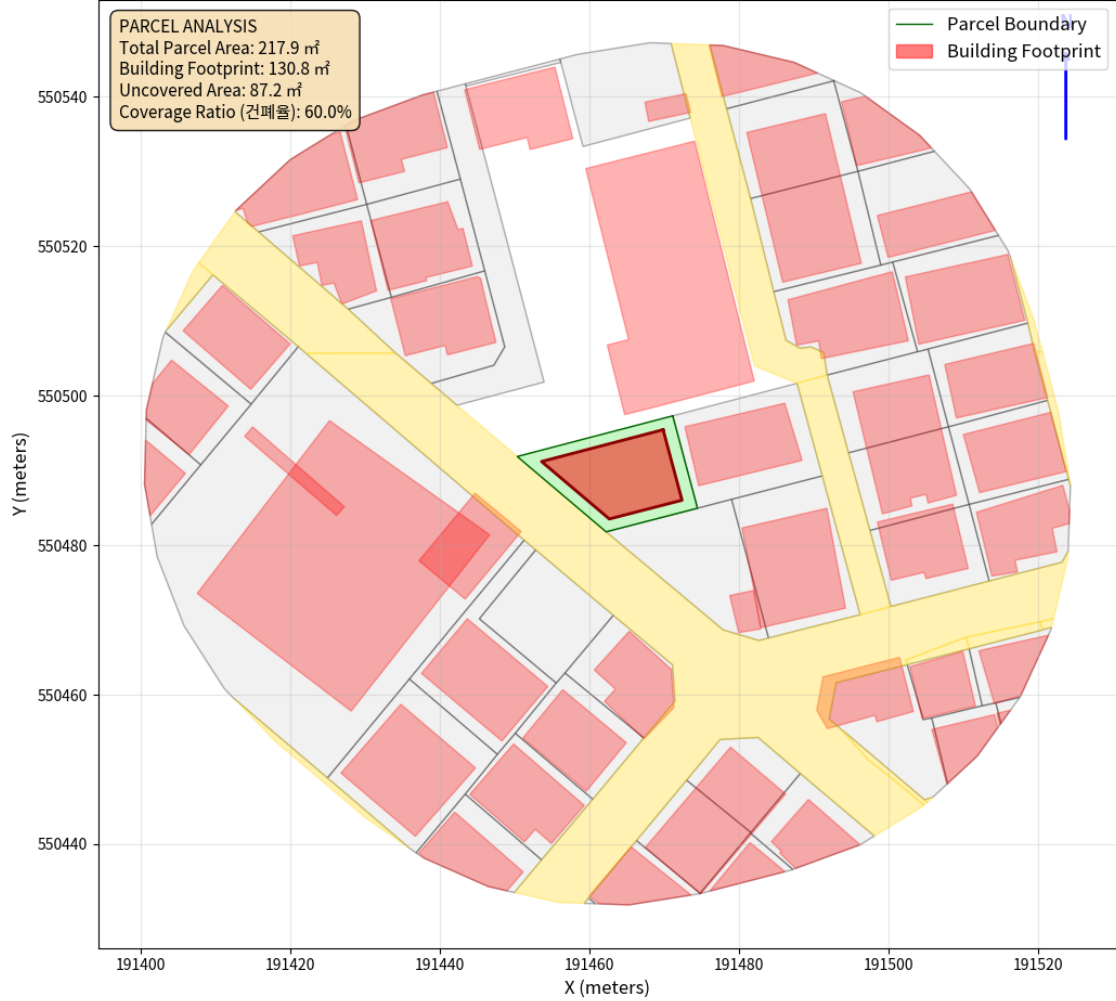 PARCEL ANALYSIS
Total Parcel Area: 217.9 ㎡
Building Footprint: 130.8 ㎡
Uncovered Area: 87.2 ㎡
Coverage Ratio (건폐율): 60.0%
N
Parcel Boundary
Building Footprint
550540
550520
550500
550480
550460
550440
Y (meters)
191400
191420
191440
191460
191480
191500
191520
X (meters)